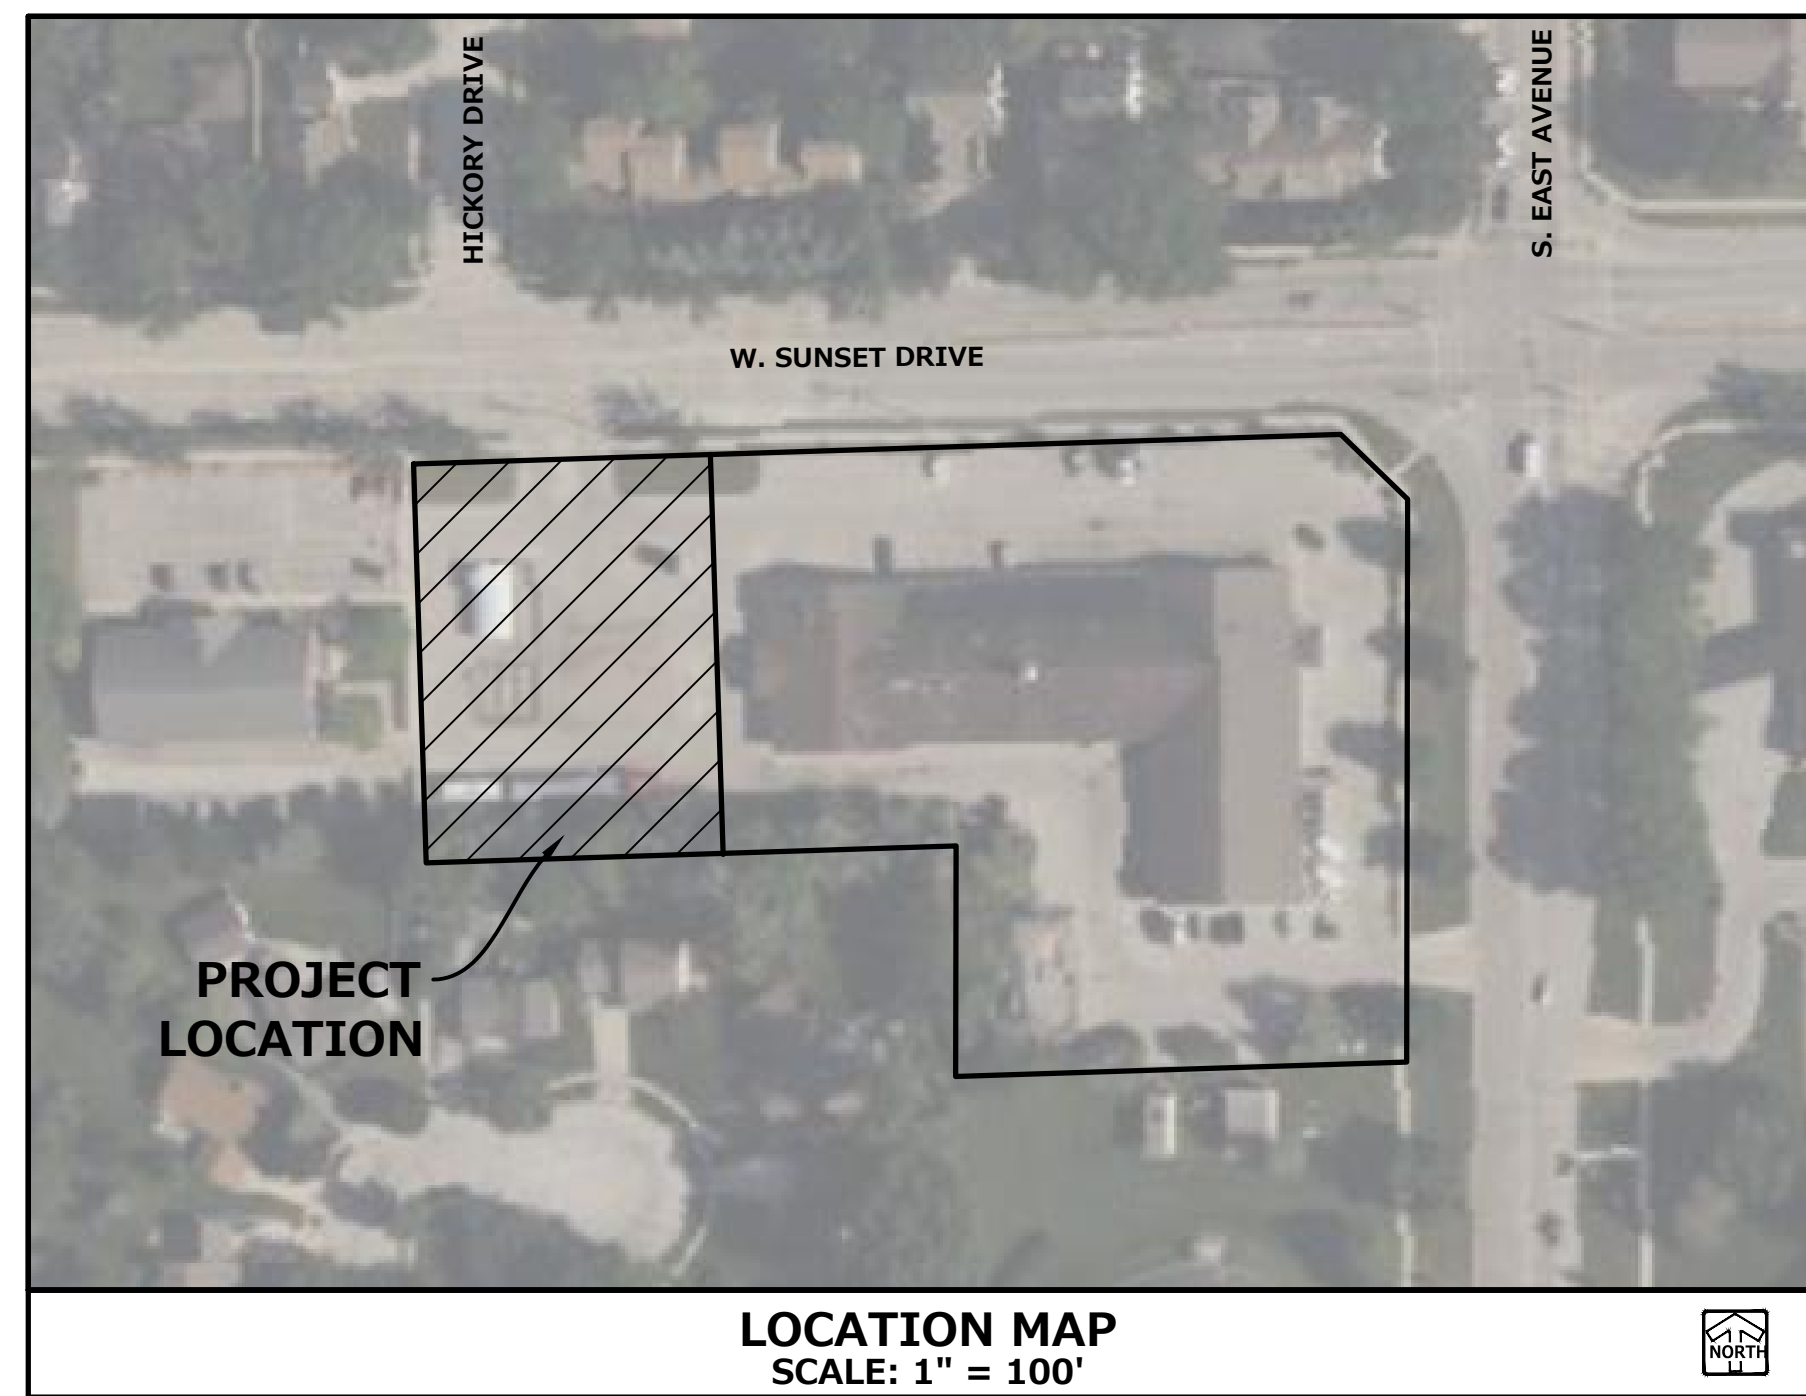 HICKORY DRIVE
S. EAST AVENUE
W. SUNSET DRIVE
PROJECT
LOCATION
LOCATION MAP
SCALE: 1" = 100'
NORTH